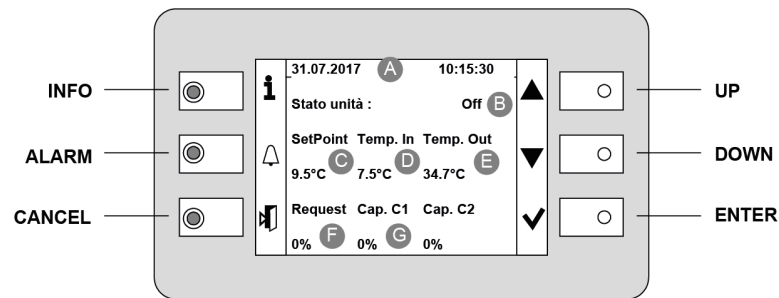 31.07.2017 A 10:15:30
INFO
UP
Stato unità : Off B
SetPoint Temp. In Temp. Out
ALARM
DOWN
C D E
9.5°C 7.5°C 34.7°C
Request Cap. C1 Cap. C2
CANCEL
ENTER
F G
0% 0% 0%